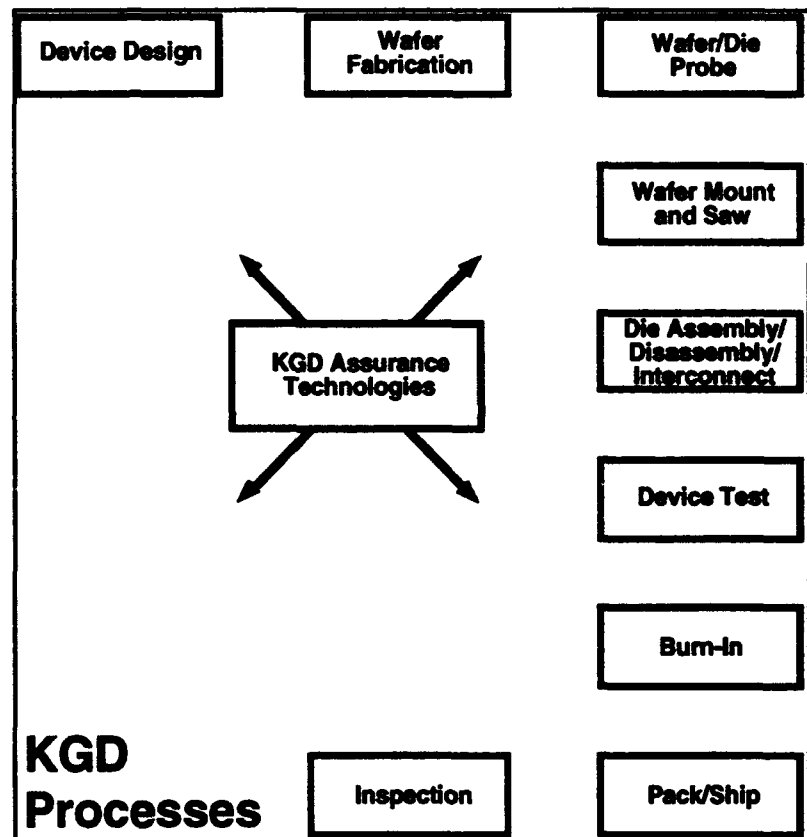 Device Design
Wafer
Fabrication
Wafer/Die
Probe
Wafer Mount
and Saw
KGD Assurance
Technologies
Die Assembly/
Disassembly/
Interconnect
Device Test
Burn-In
KGD
Processes
Inspection
Pack/Ship